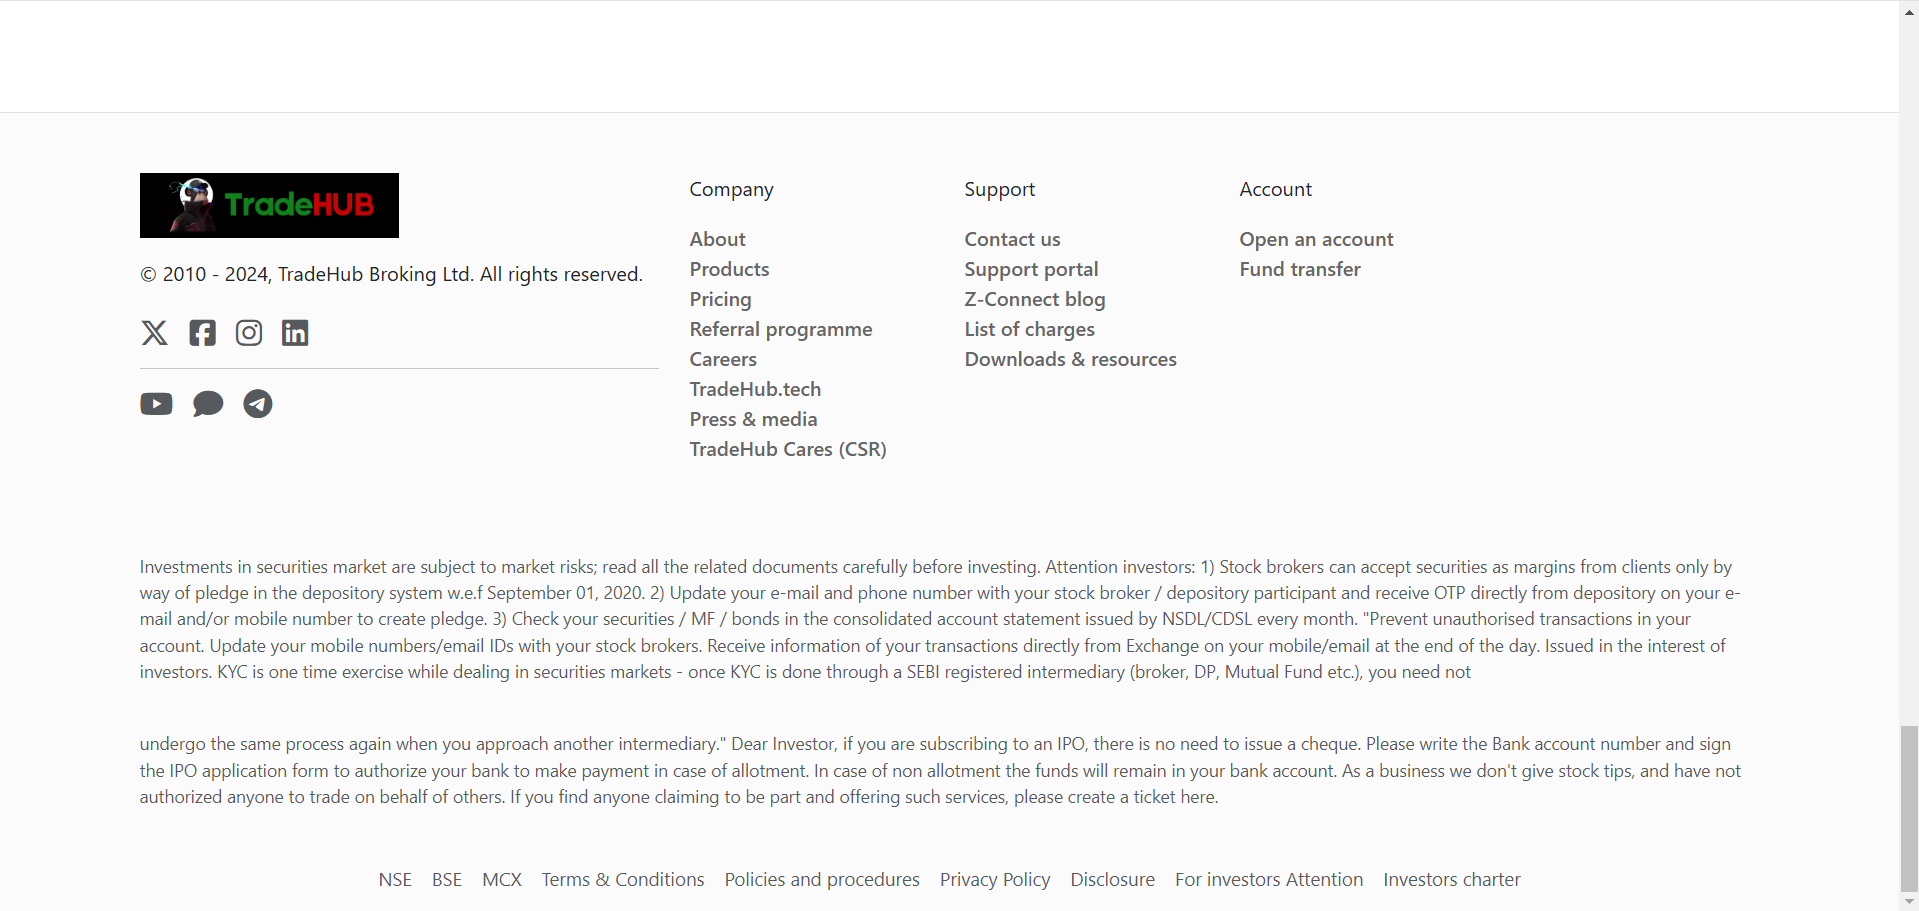 TradeHUB
© 2010 - 2024, TradeHub Broking Ltd. All rights reserved.
Company
About
Products
Pricing
Referral programme
Careers
TradeHub.tech
Press & media
TradeHub Cares (CSR)
Support
Contact us
Support portal
Z-Connect blog
List of charges
Downloads & resources
Account
Open an account
Fund transfer
Investments in securities market are subject to market risks; read all the related documents carefully before investing. Attention investors: 1) Stock brokers can accept securities as margins from clients only by
way of pledge in the depository system w.e.f September 01, 2020. 2) Update your e-mail and phone number with your stock broker / depository participant and receive OTP directly from depository on your e-
mail and/or mobile number to create pledge. 3) Check your securities / MF / bonds in the consolidated account statement issued by NSDL/CDSL every month. "Prevent unauthorised transactions in your
account. Update your mobile numbers/email IDs with your stock brokers. Receive information of your transactions directly from Exchange on your mobile/email at the end of the day. Issued in the interest of
investors. KYC is one time exercise while dealing in securities markets - once KYC is done through a SEBI registered intermediary (broker, DP, Mutual Fund etc.), you need not
undergo the same process again when you approach another intermediary." Dear Investor, if you are subscribing to an IPO, there is no need to issue a cheque. Please write the Bank account number and sign
the IPO application form to authorize your bank to make payment in case of allotment. In case of non allotment the funds will remain in your bank account. As a business we don't give stock tips, and have not
authorized anyone to trade on behalf of others. If you find anyone claiming to be part and offering such services, please create a ticket here.
NSE BSE MCX Terms & Conditions Policies and procedures Privacy Policy Disclosure For investors Attention Investors charter